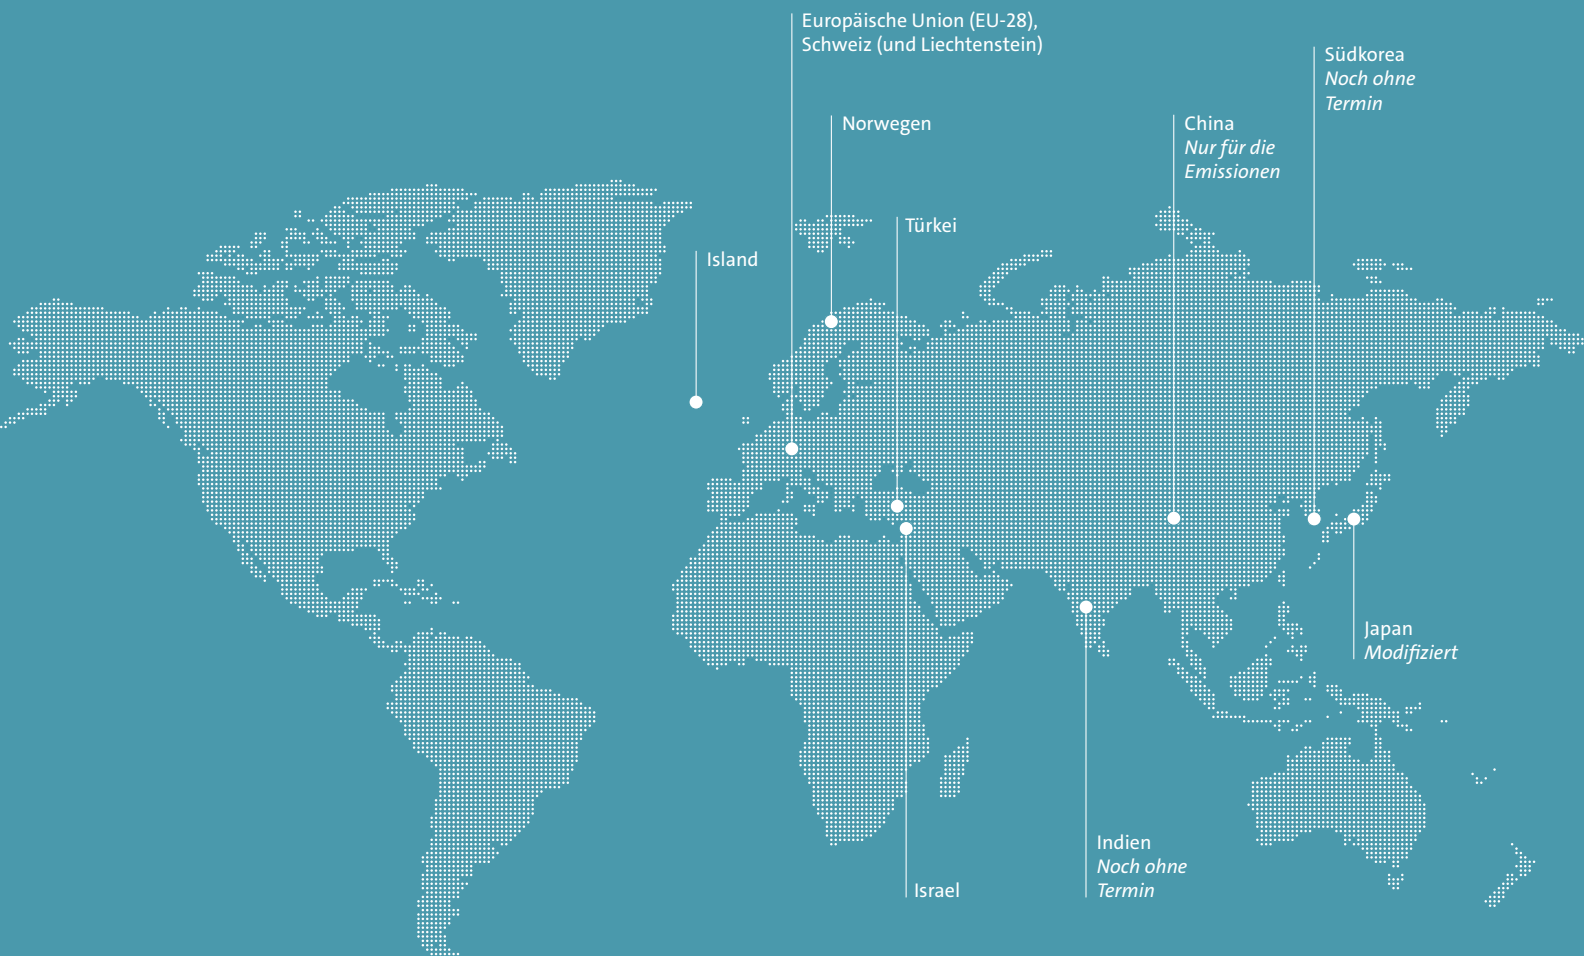 Europäische Union (EU-28),
Schweiz (und Liechtenstein)
Südkorea
Noch ohne
Termin
Norwegen
China
Nur für die
Emissionen
Türkei
Island
Japan
Modifiziert
Indien
Noch ohne
Termin
Israel